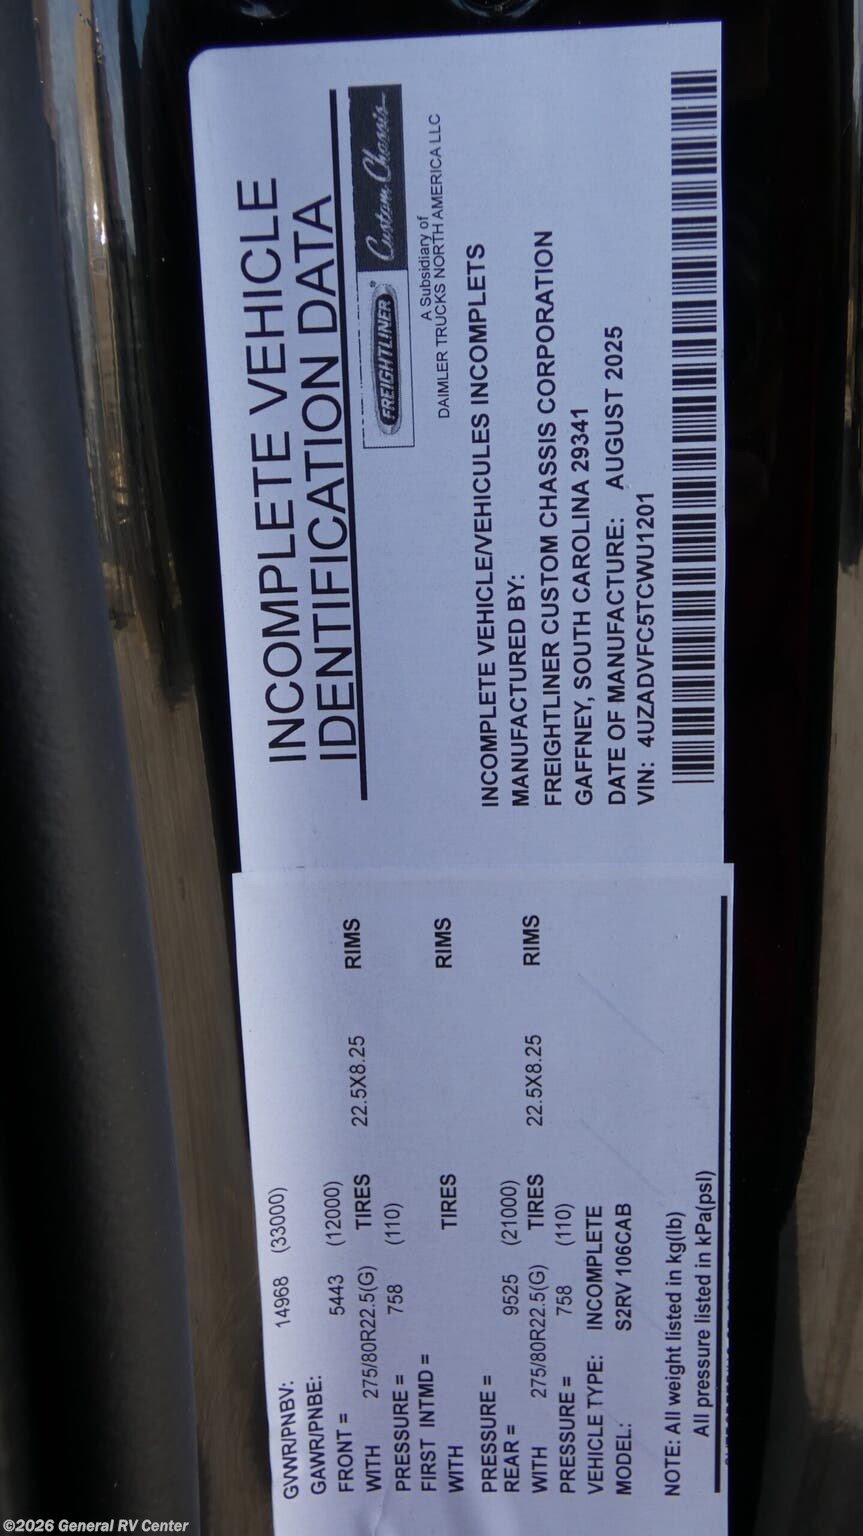 INCOMPLETE VEHICLE
IDENTIFICATION DATA
FREIGHTLINER Custom Chassis
A Subsidiary of
DAIMLER TRUCKS NORTH AMERICA LLC
INCOMPLETE VEHICLE/VEHICULES INCOMPLETS
MANUFACTURED BY:
FREIGHTLINER CUSTOM CHASSIS CORPORATION
GAFFNEY, SOUTH CAROLINA 29341
DATE OF MANUFACTURE: AUGUST 2025
VIN: 4UZADVFC5TCWU1201
GVWR/PNBV: 14968 (33000)
GAWR/PNBE:
FRONT = 5443 (12000)
WITH 275/80R22.5(G) TIRES 22.5X8.25 RIMS
PRESSURE = 758 (110)
FIRST INTMD =
WITH TIRES RIMS
PRESSURE =
REAR = 9525 (21000)
WITH 275/80R22.5(G) TIRES 22.5X8.25 RIMS
PRESSURE = 758 (110)
VEHICLE TYPE: INCOMPLETE
MODEL: S2RV 106CAB
NOTE: All weight listed in kg(lb)
All pressure listed in kPa(psI)
©2026 General RV Center